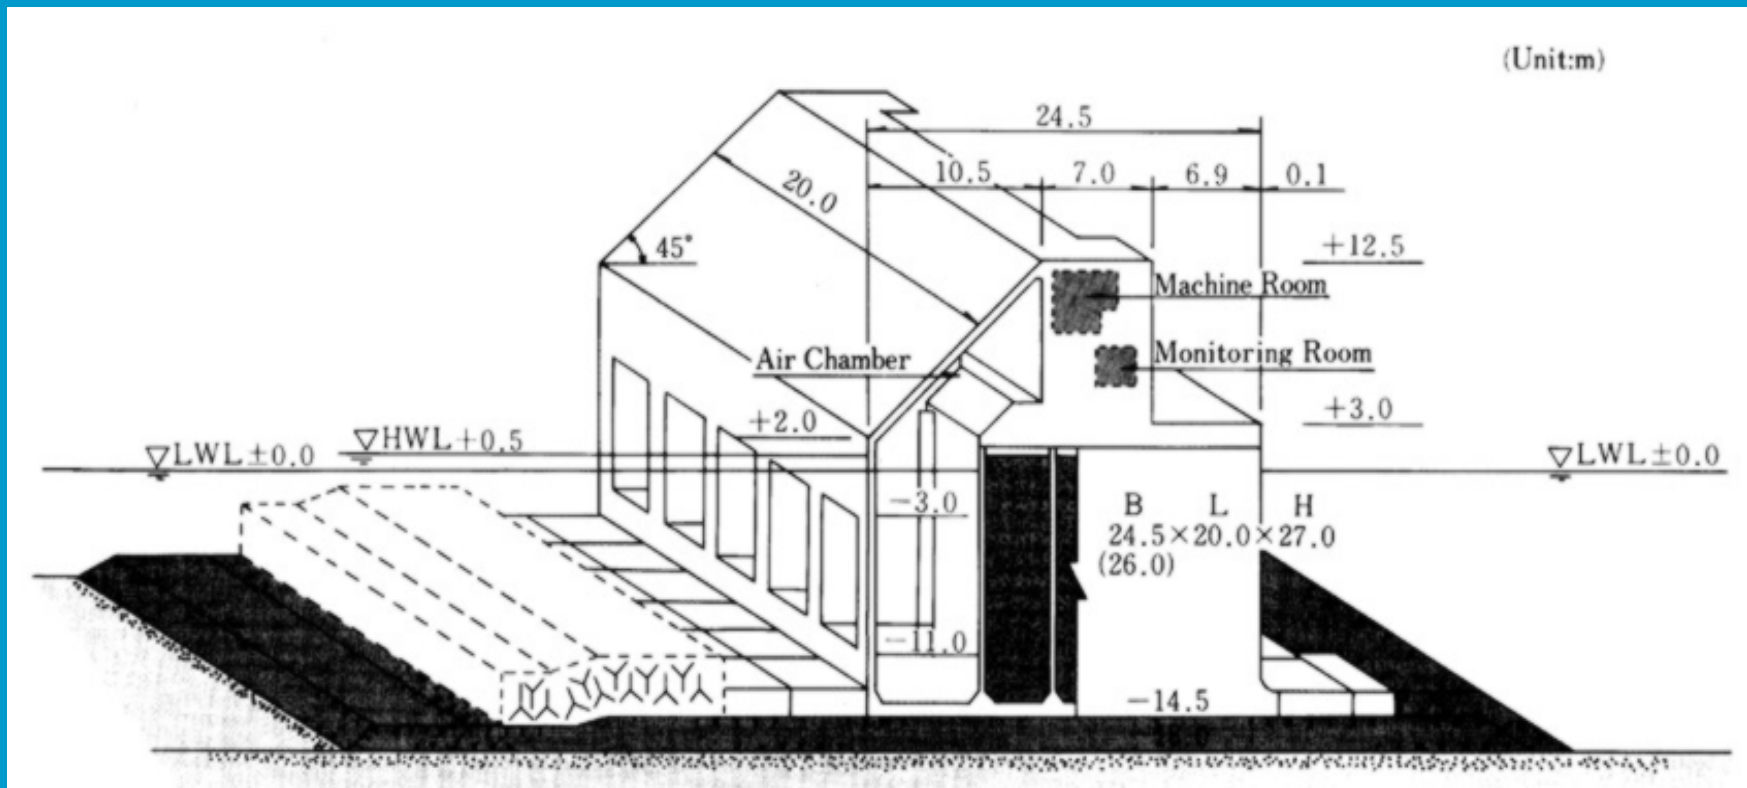 (Unit:m)
24.5
10.5 7.0 6.9 0.1
20.0
45°
+12.5
Machine Room
Air Chamber
Monitoring Room
+2.0
+3.0
LWL±0.0
HWL+0.5
LWL±0.0
-3.0
B L H
24.5×20.0×27.0
(26.0)
-11.0
-14.5